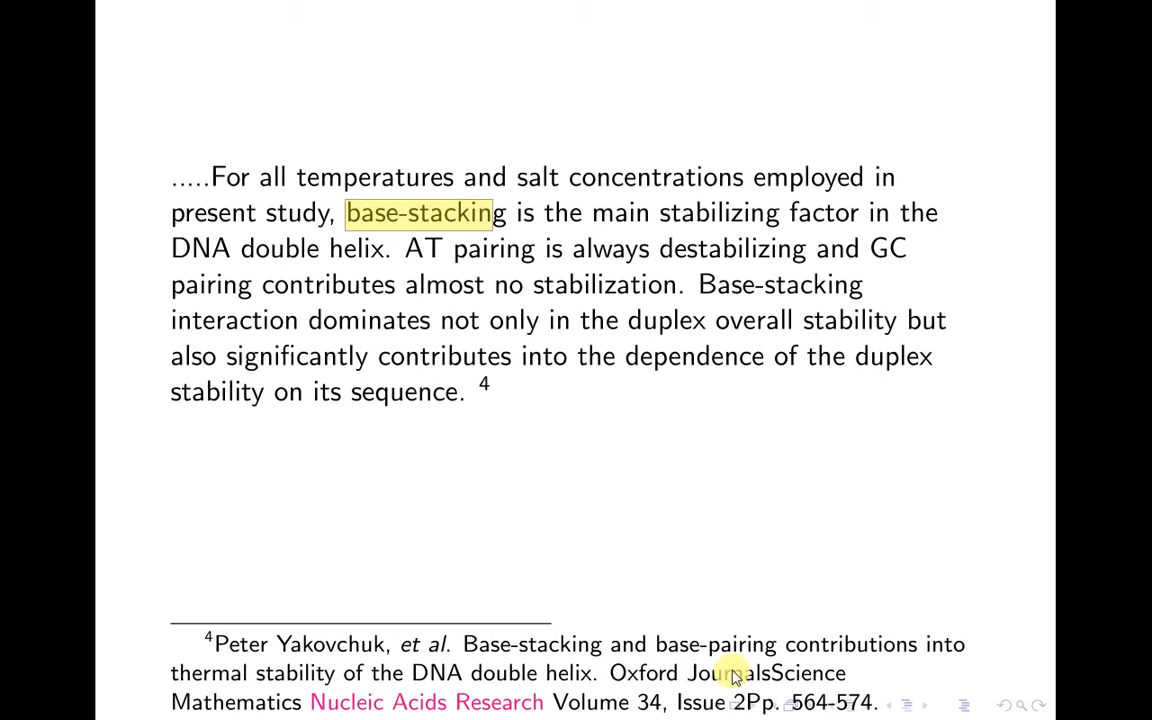 .....For all temperatures and salt concentrations employed in
present study, base-stacking is the main stabilizing factor in the
DNA double helix. AT pairing is always destabilizing and GC
pairing contributes almost no stabilization. Base-stacking
interaction dominates not only in the duplex overall stability but
also significantly contributes into the dependence of the duplex
stability on its sequence. 4
4Peter Yakovchuk, et al. Base-stacking and base-pairing contributions into
thermal stability of the DNA double helix. Oxford JournalsScience
Mathematics Nucleic Acids Research Volume 34, Issue 2Pp. 564-574.